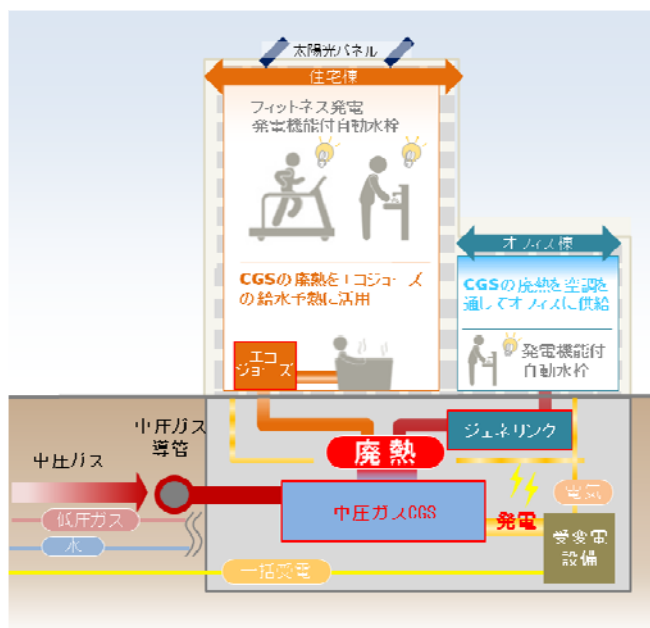 太陽光パネル
住宅棟
フィットネス発電
発電機能付自動水栓
CGSの廃熱をエコジョーズ
の給水予熱に活用
エコ
ジョーズ
オフィス棟
CGSの廃熱を空調を
通してオフィスに供給
発電機能付
自動水栓
中圧ガス
導管
中圧ガス
低圧ガス
水
廃熱
ジェネリンク
中圧ガスCGS
発電
電気
受変電
設備
一括受電